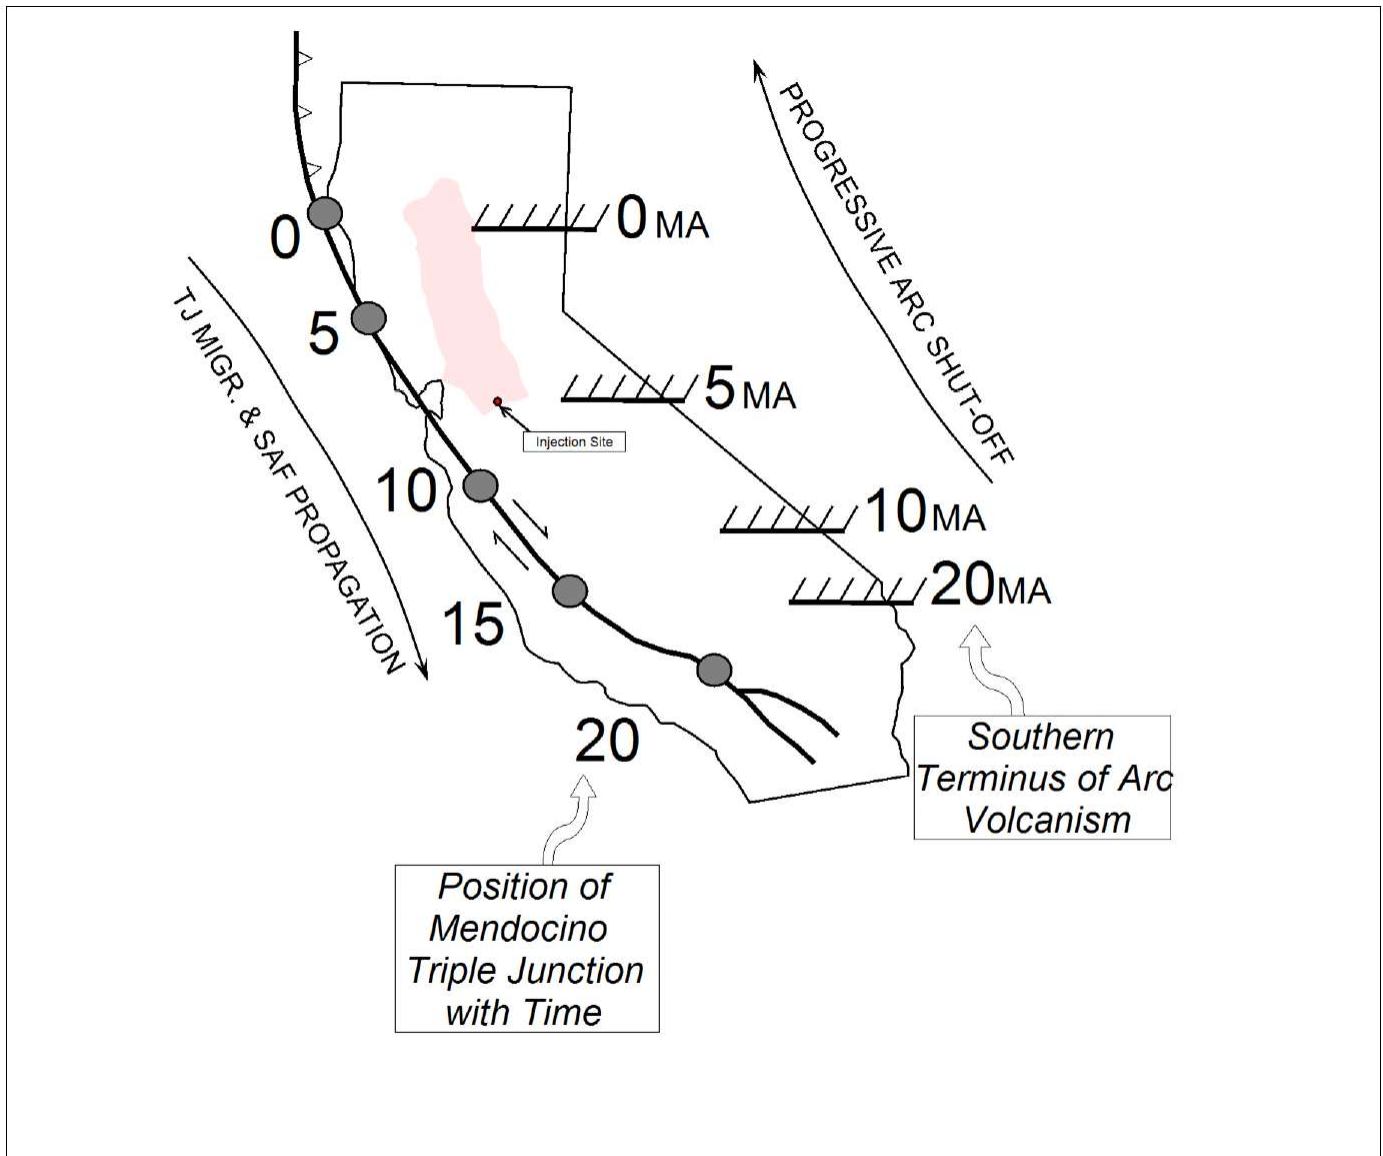 PROGRESSIVE ARC SHUT-OFF
0 MA
0
TJ MIGR. & SAF PROPAGATION
5
5 MA
Injection Site
10
10 MA
20 MA
15
20
Southern
Terminus of Arc
Volcanism
Position of
Mendocino
Triple Junction
with Time